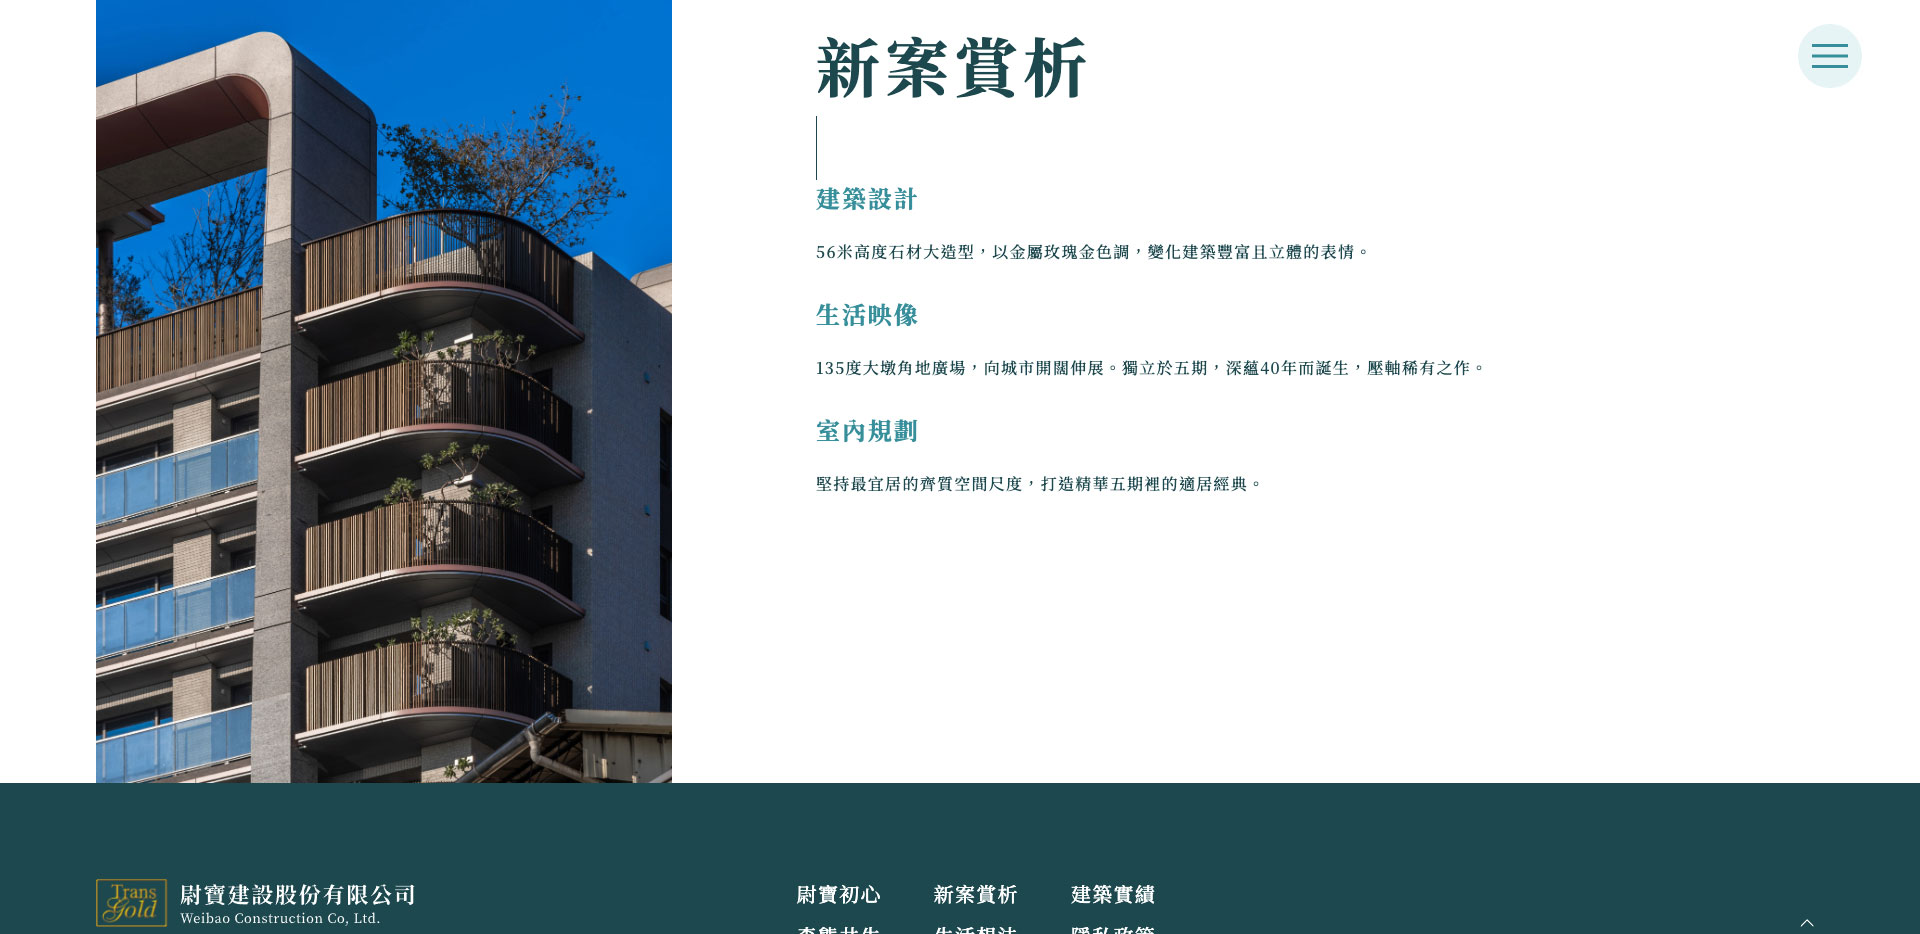 新案賞析
建築設計
56米高度石材大造型，以金屬玫瑰金色調，變化建築豐富且立體的表情。
生活映像
135度大墩角地廣場，向城市開闊伸展。獨立於五期，深蘊40年而誕生，壓軸稀有之作。
室內規劃
堅持最宜居的齊質空間尺度，打造精華五期裡的適居經典。
Trans
Gold
尉寶建設股份有限公司
Weibao Construction Co, Ltd.
尉寶初心 新案賞析 建築實績